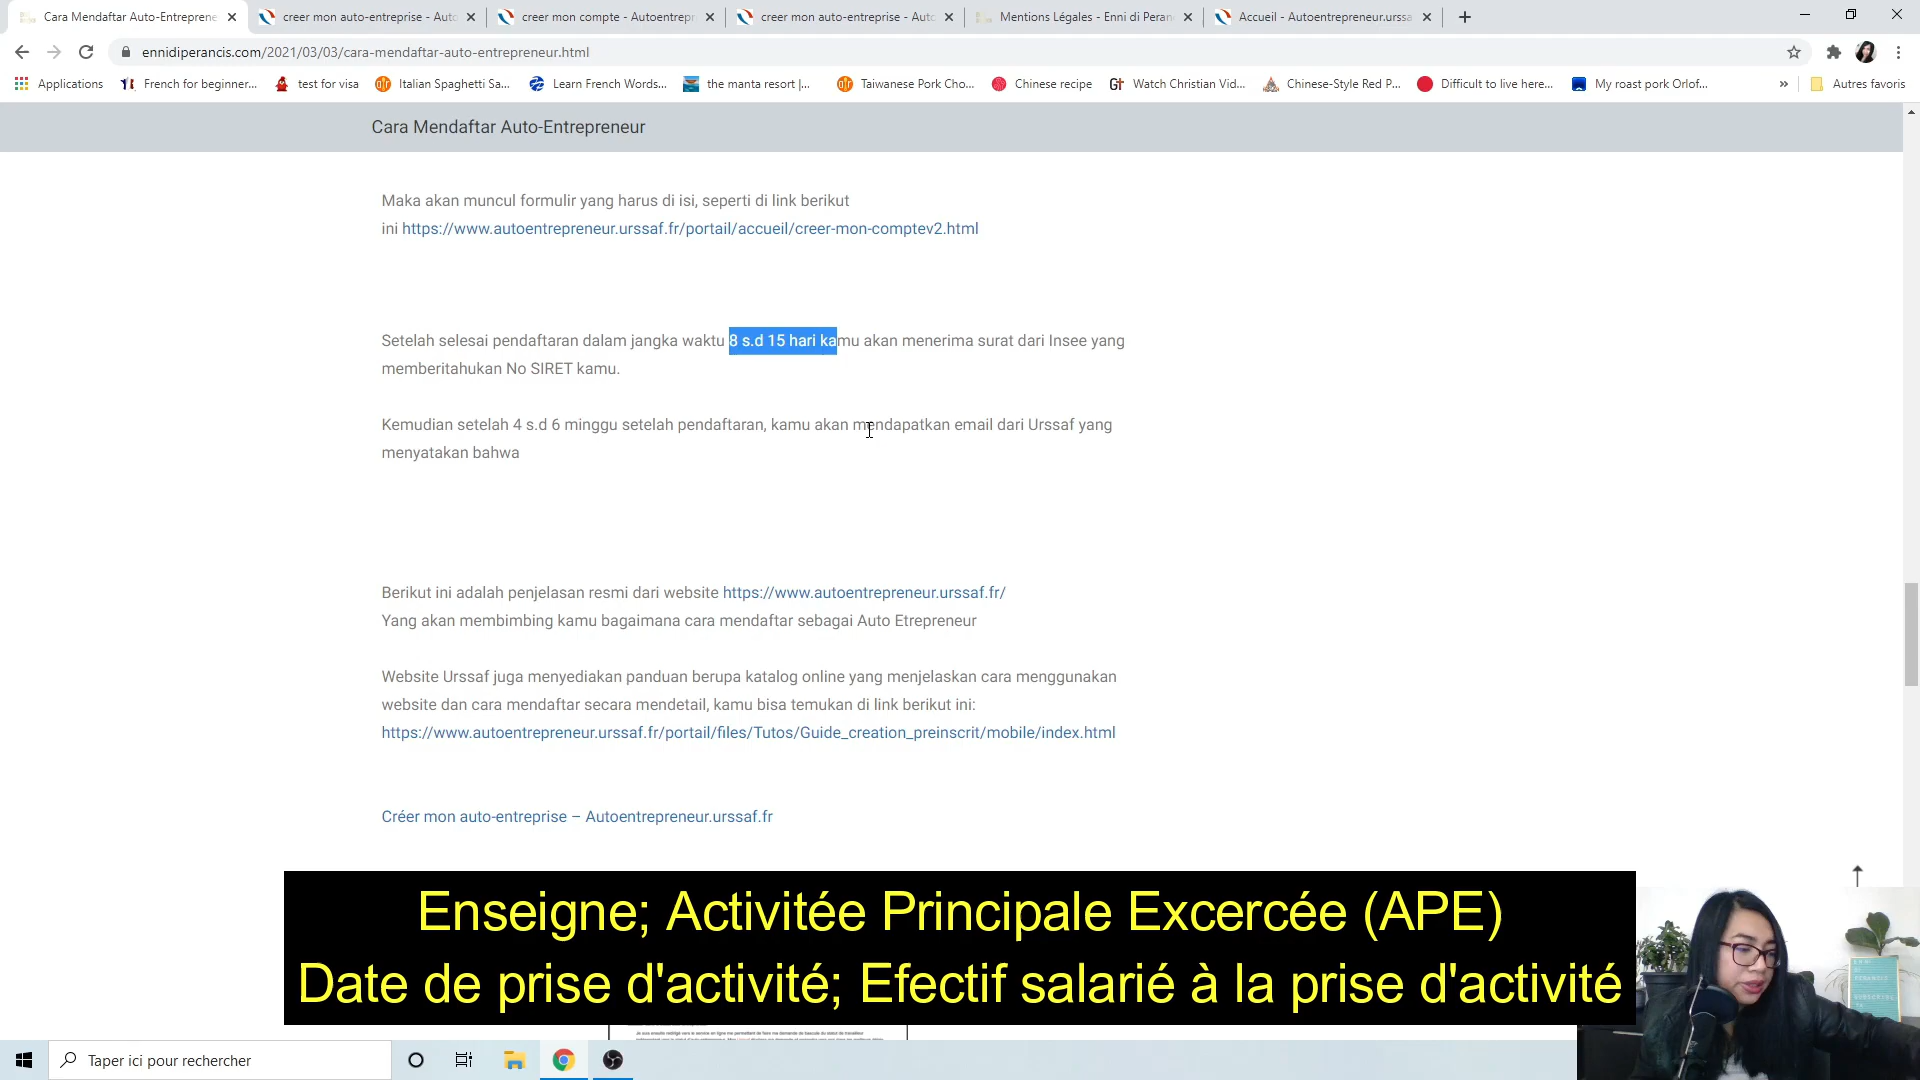 Cara Mendaftar Auto-Entreprene
creer mon auto-entreprise - Auto
creer mon compte - Autoentrepr
creer mon auto-entreprise - Auto
Mentions Légales - Enni di Peran
Accueil - Autoentrepreneur.urssa
ennidiperancis.com/2021/03/03/cara-mendaftar-auto-entrepreneur.html
Applications
French for beginner...
test for visa
Italian Spaghetti Sa...
Learn French Words...
the manta resort |...
Taiwanese Pork Cho...
Chinese recipe
Watch Christian Vid...
Chinese-Style Red P...
Difficult to live here...
My roast pork Orlof...
»
Autres favoris
Cara Mendaftar Auto-Entrepreneur
Maka akan muncul formulir yang harus di isi, seperti di link berikut
ini https://www.autoentrepreneur.urssaf.fr/portail/accueil/creer-mon-comptev2.html
Setelah selesai pendaftaran dalam jangka waktu 8 s.d 15 hari kamu akan menerima surat dari Insee yang
memberitahukan No SIRET kamu.
Kemudian setelah 4 s.d 6 minggu setelah pendaftaran, kamu akan mendapatkan email dari Urssaf yang
menyatakan bahwa
Berikut ini adalah penjelasan resmi dari website https://www.autoentrepreneur.urssaf.fr/
Yang akan membimbing kamu bagaimana cara mendaftar sebagai Auto Etrepreneur
Website Urssaf juga menyediakan panduan berupa katalog online yang menjelaskan cara menggunakan
website dan cara mendaftar secara mendetail, kamu bisa temukan di link berikut ini:
https://www.autoentrepreneur.urssaf.fr/portail/files/Tutos/Guide_creation_preinscrit/mobile/index.html
Créer mon auto-entreprise – Autoentrepreneur.urssaf.fr
Enseigne; Activitée Principale Excercée (APE)
Date de prise d'activité; Efectif salarié à la prise d'activité
Taper ici pour rechercher